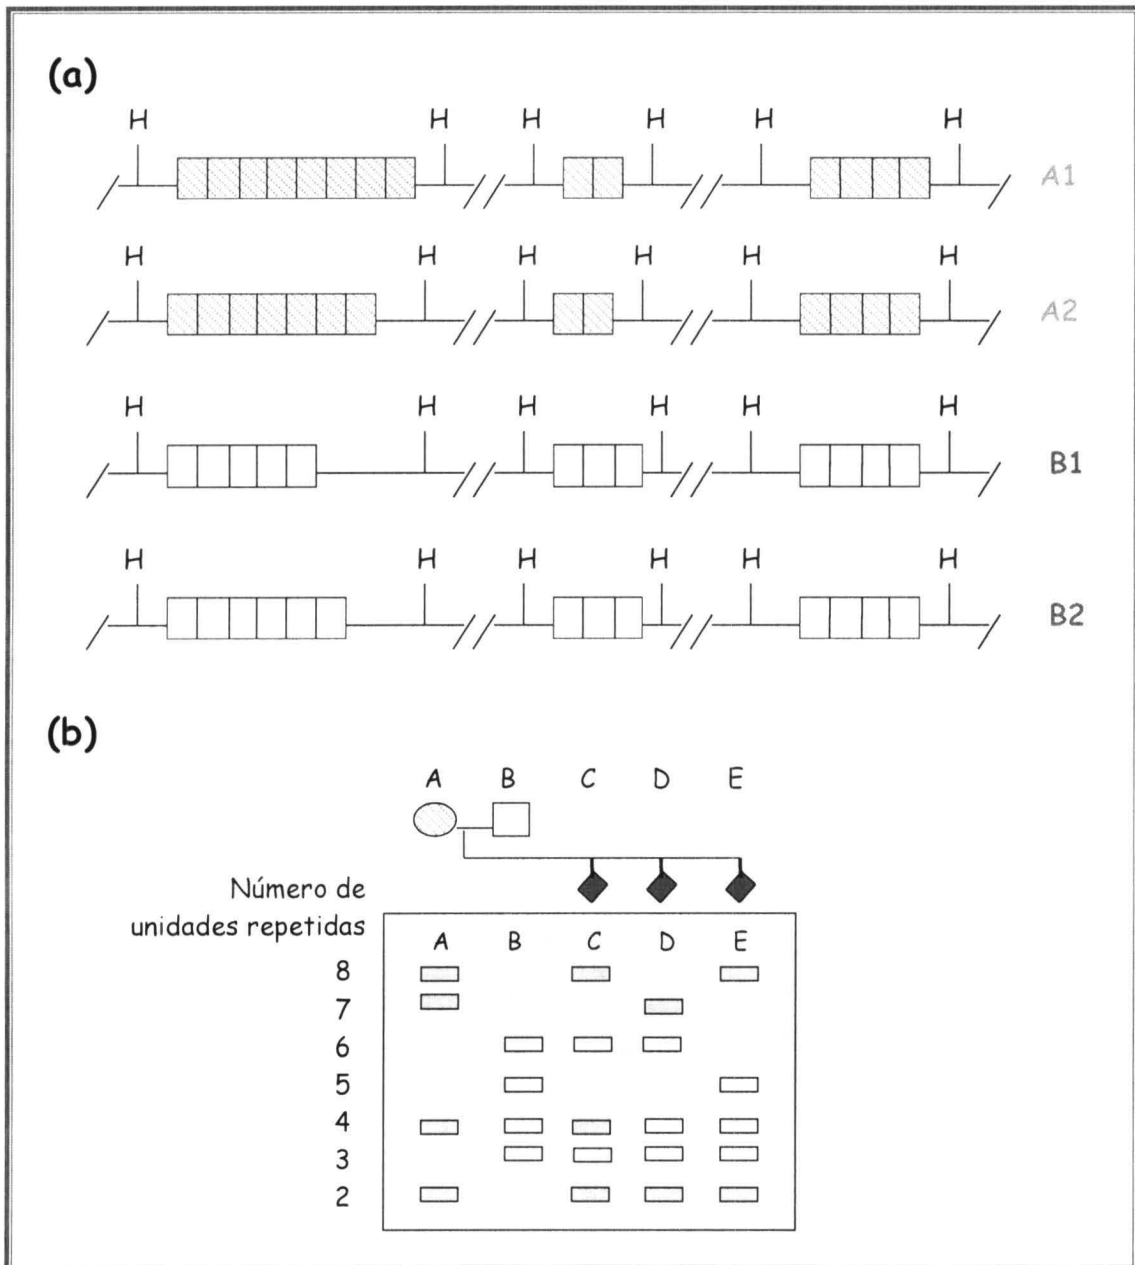 (a)
H H H H H H
A1
H H H H H H
A2
H H H H H H
B1
H H H H H H
B2
(b)
A B C D E
Número de
unidades repetidas
A B C D E
8
7
6
5
4
3
2